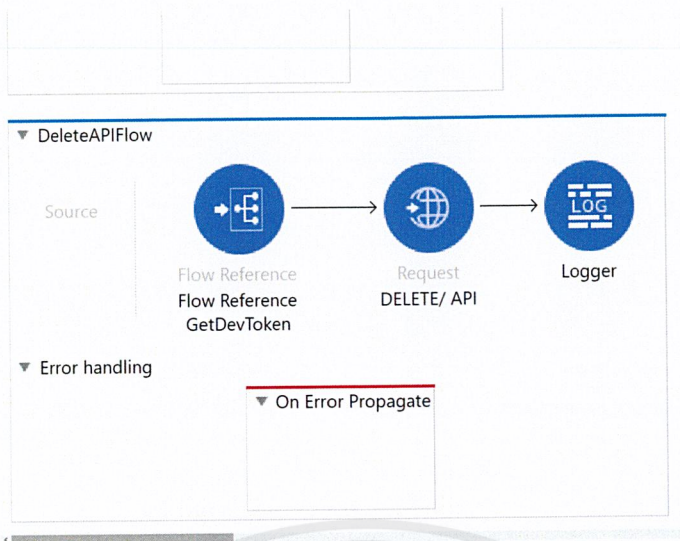 DeleteAPIFlow
Source
LOG
Flow Reference
Request
Logger
Flow Reference
DELETE/ API
GetDevToken
Error handling
On Error Propagate